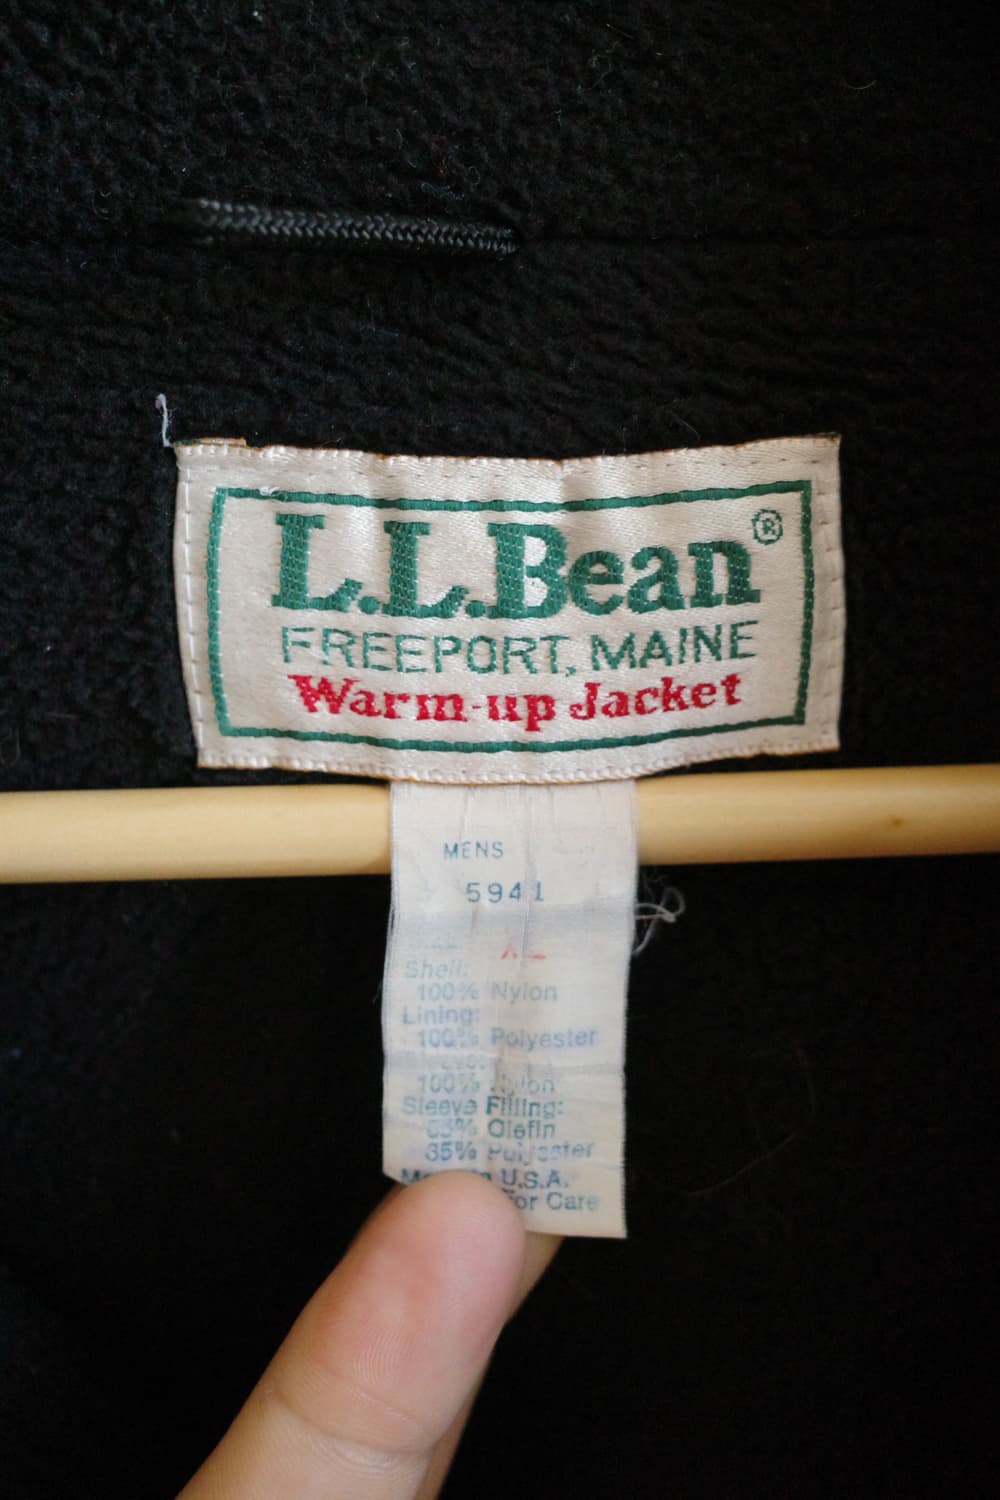 L.L.Bean®
FREEPORT, MAINE
Warm-up Jacket
MENS
5941
Shell:
100% Nylon
Lining:
100% Polyester
100% Nylon
Sleeve Filling:
Olefin
35% Polyester
U.S.A.
For Care